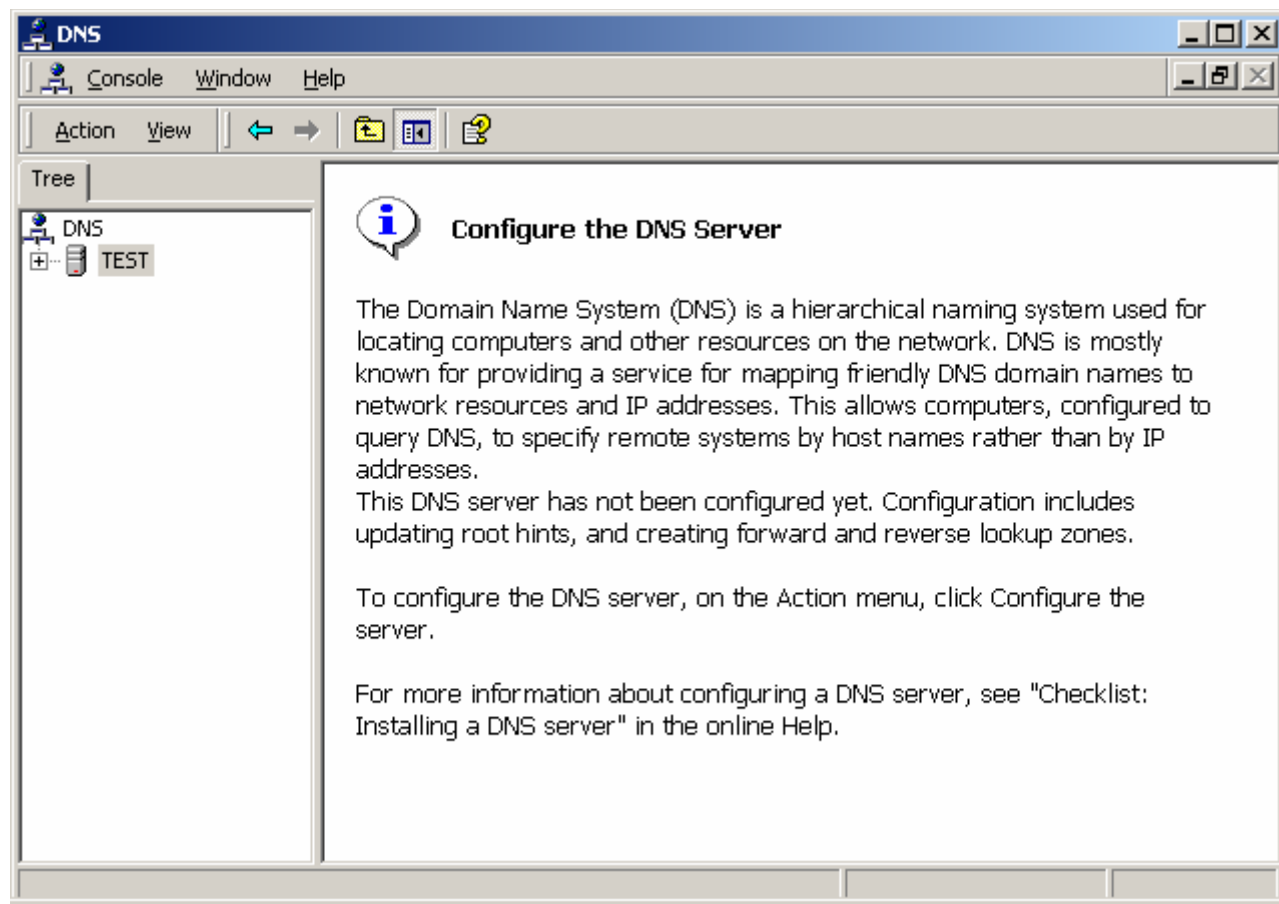 DNS
Console Window Help
Action View
Tree
DNS
TEST
Configure the DNS Server
The Domain Name System (DNS) is a hierarchical naming system used for
locating computers and other resources on the network. DNS is mostly
known for providing a service for mapping friendly DNS domain names to
network resources and IP addresses. This allows computers, configured to
query DNS, to specify remote systems by host names rather than by IP
addresses.
This DNS server has not been configured yet. Configuration includes
updating root hints, and creating forward and reverse lookup zones.
To configure the DNS server, on the Action menu, click Configure the
server.
For more information about configuring a DNS server, see "Checklist:
Installing a DNS server" in the online Help.